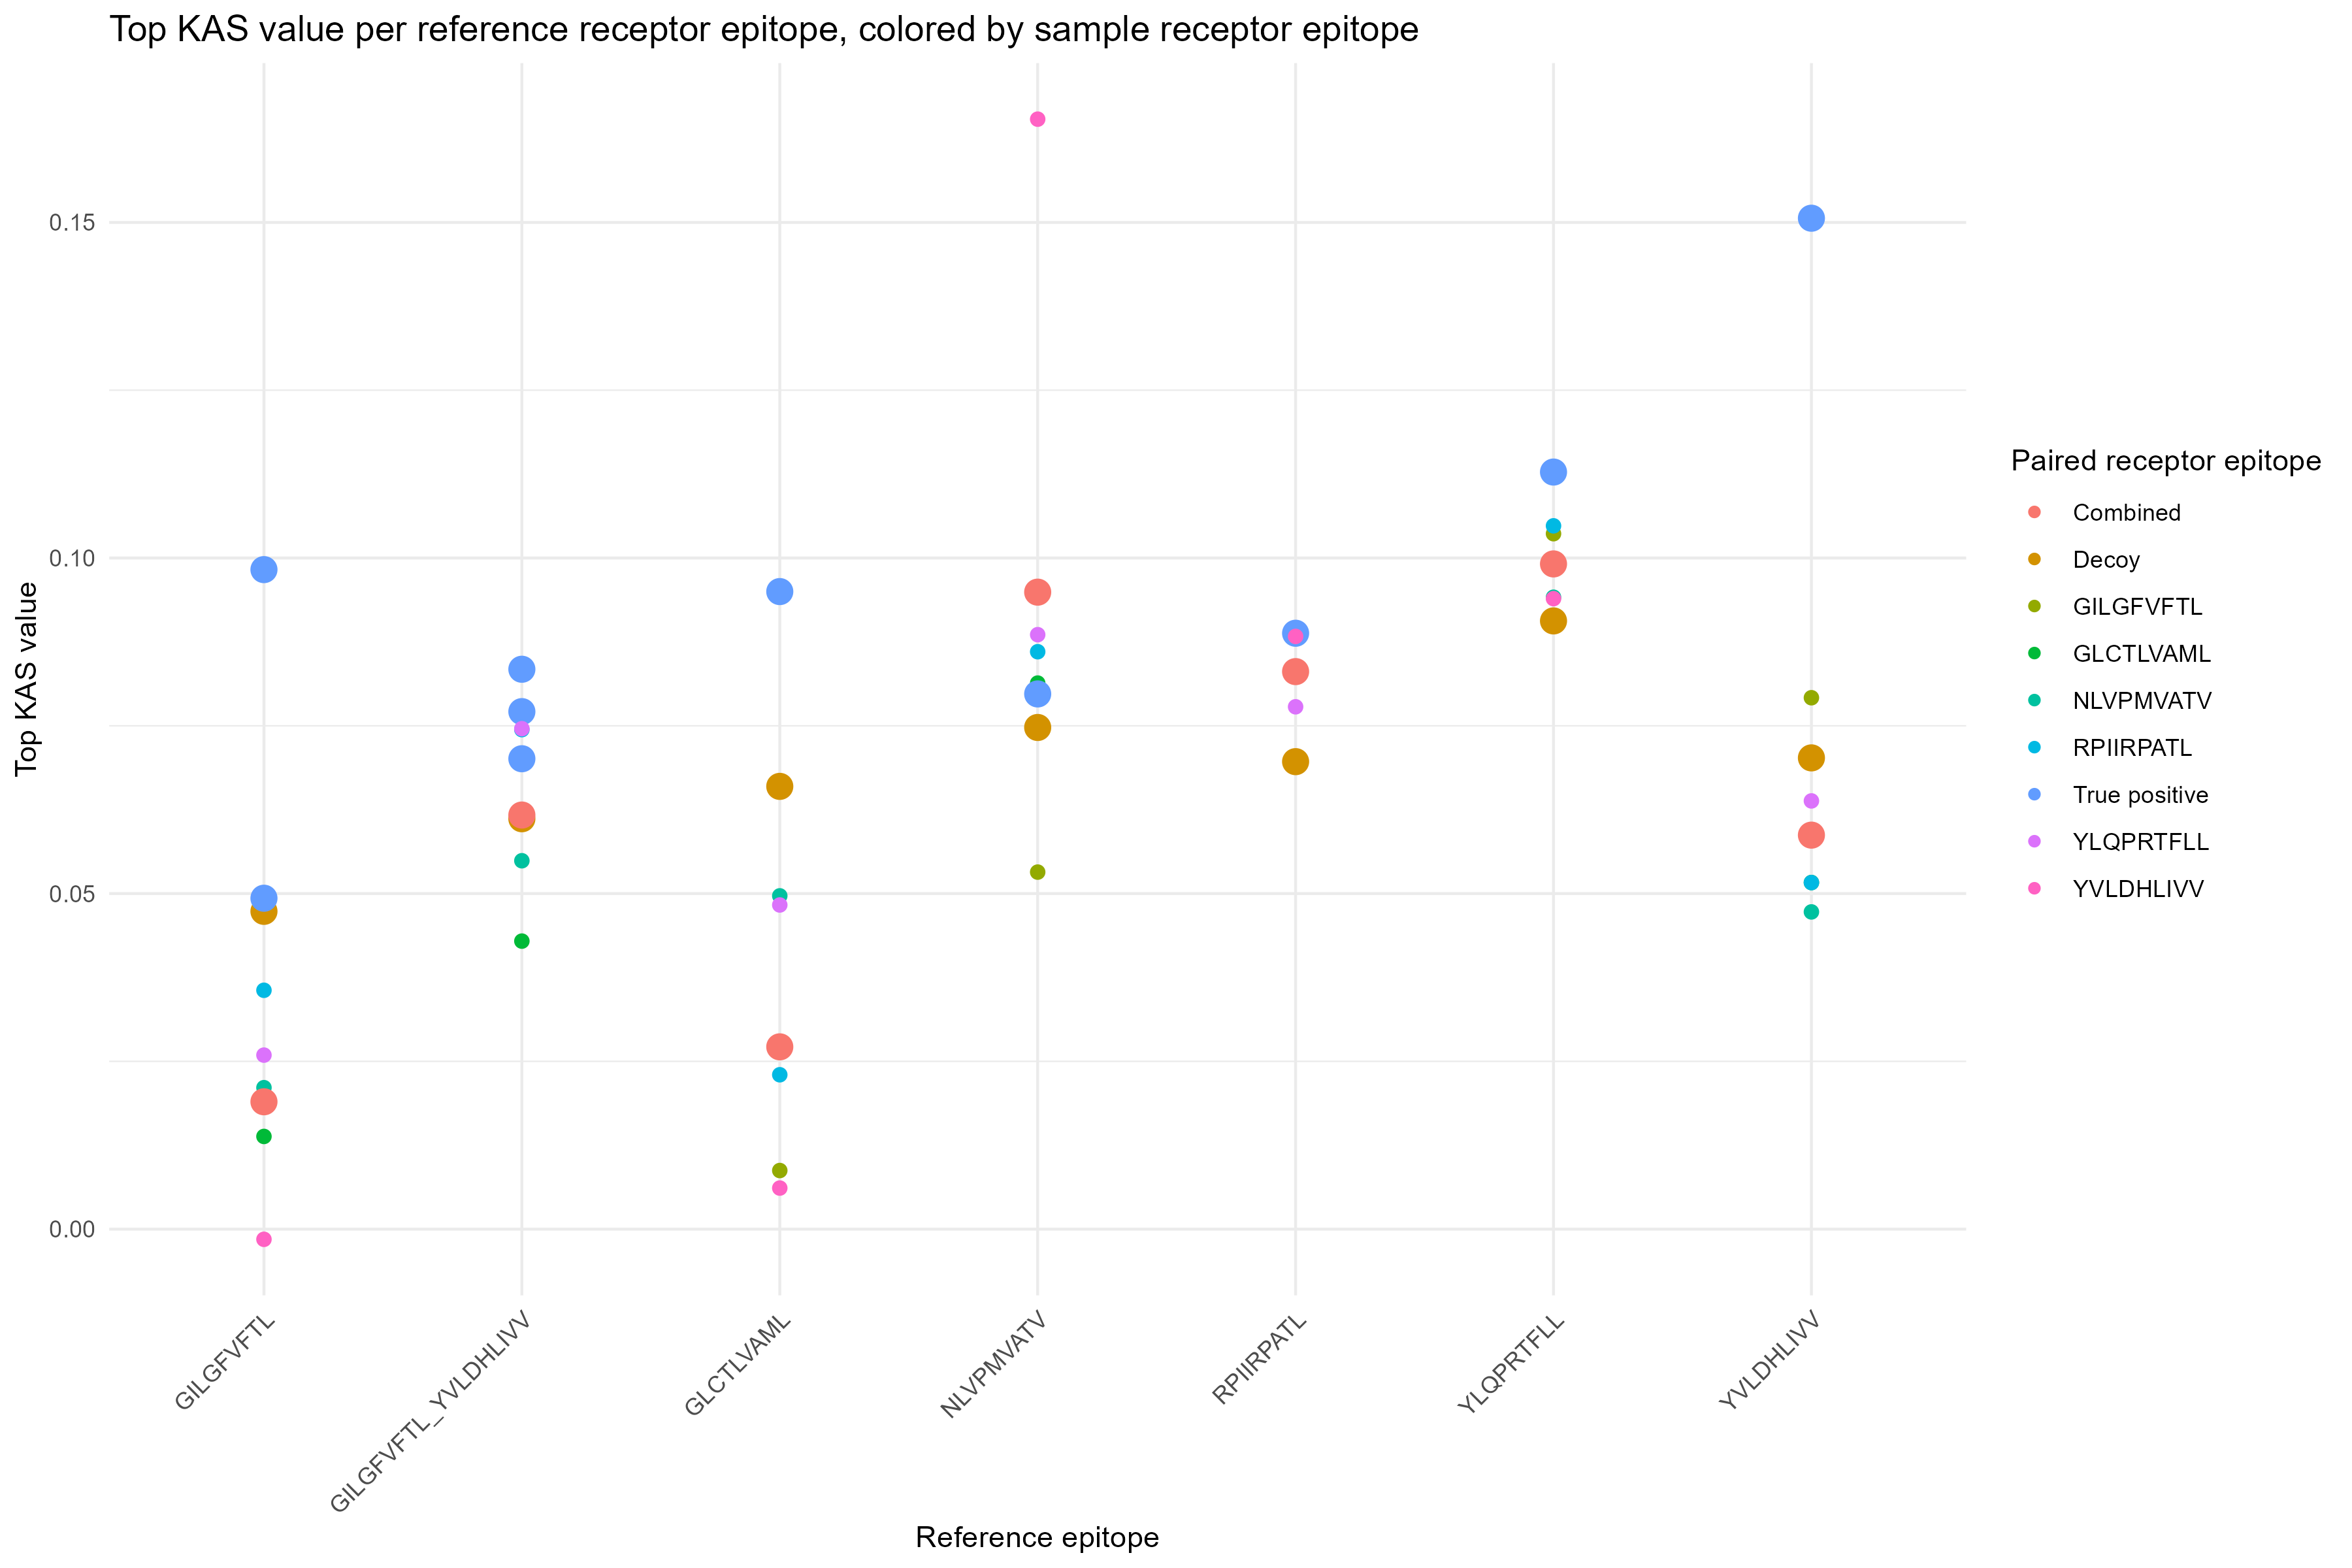 Top KAS value per reference receptor epitope, colored by sample receptor epitope
Top KAS value
0.15
0.10
0.05
0.00
GILGFVFTL
GILGFVFTL_YVLDHLIVV
GLCTLVAML
NLVPMVATV
RPIIRPATL
YLQPRTFLL
YVLDHLIVV
Reference epitope
Paired receptor epitope
Combined
Decoy
GILGFVFTL
GLCTLVAML
NLVPMVATV
RPIIRPATL
True positive
YLQPRTFLL
YVLDHLIVV